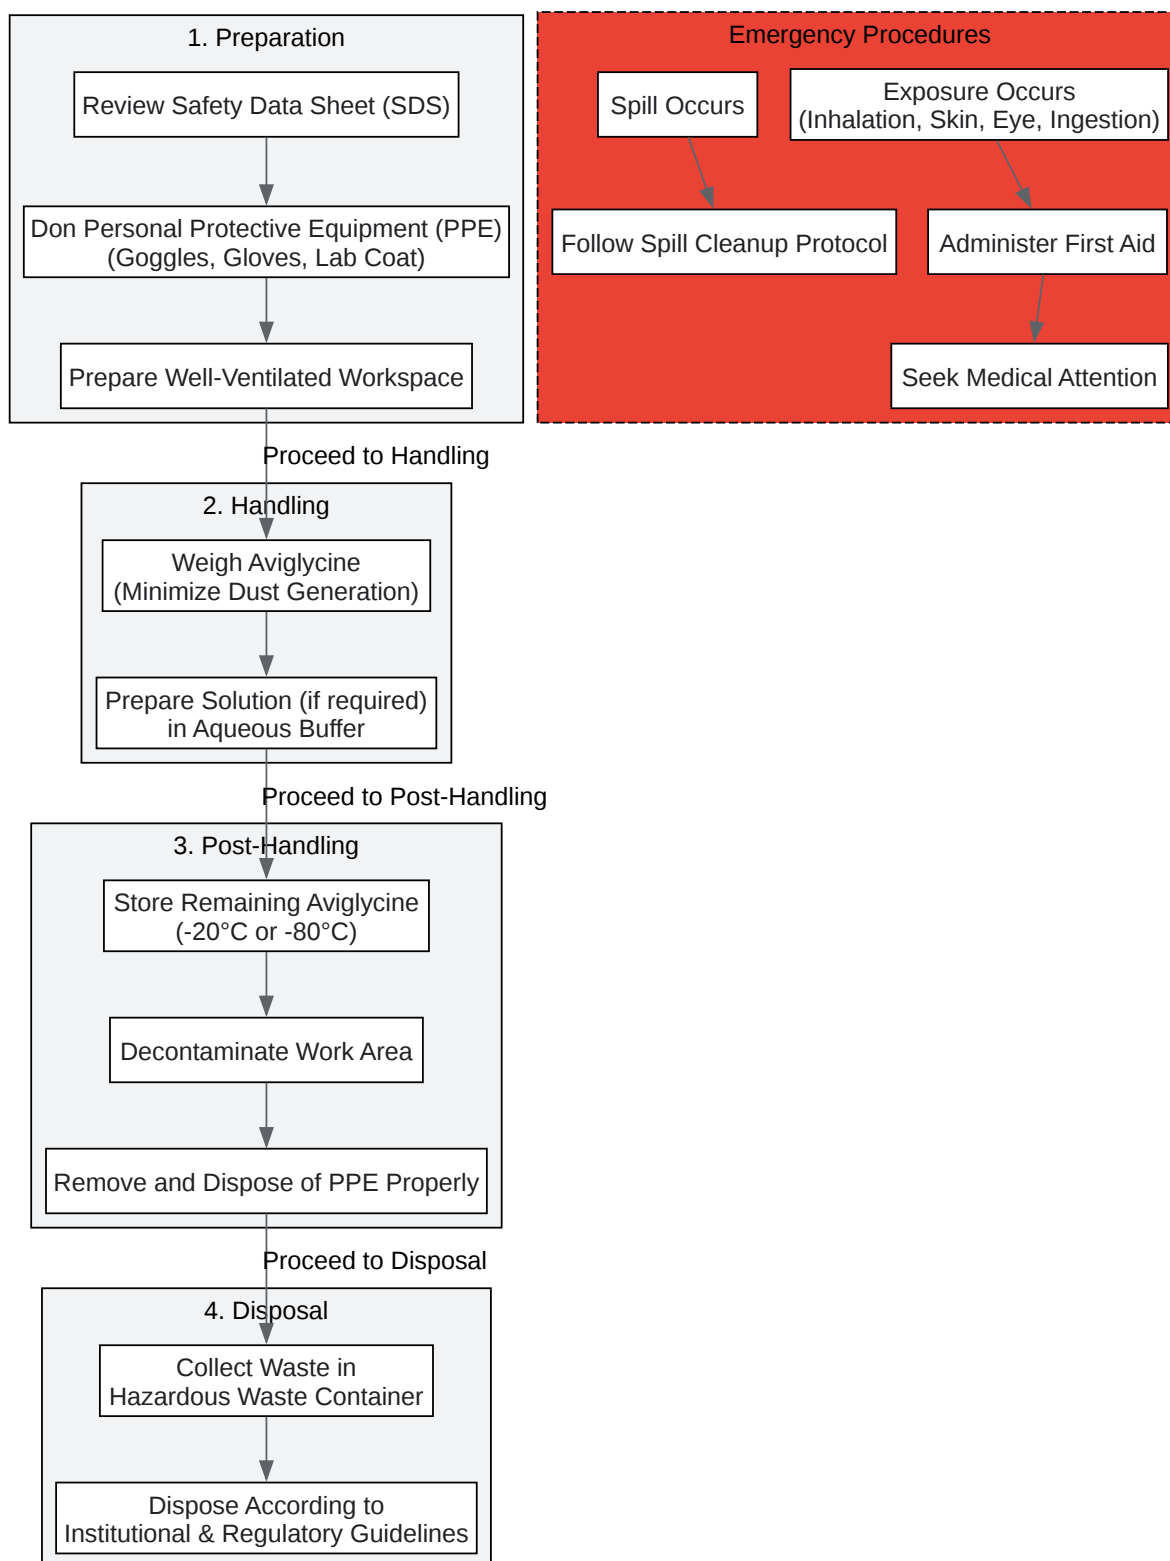 1. Preparation
Review Safety Data Sheet (SDS)
Don Personal Protective Equipment (PPE)
(Goggles, Gloves, Lab Coat)
Prepare Well-Ventilated Workspace
Proceed to Handling
2. Handling
Weigh Aviglycine
(Minimize Dust Generation)
Prepare Solution (if required)
in Aqueous Buffer
Proceed to Post-Handling
3. Post-Handling
Store Remaining Aviglycine
(-20°C or -80°C)
Decontaminate Work Area
Remove and Dispose of PPE Properly
Proceed to Disposal
4. Disposal
Collect Waste in
Hazardous Waste Container
Dispose According to
Institutional & Regulatory Guidelines
Emergency Procedures
Spill Occurs
Follow Spill Cleanup Protocol
Exposure Occurs
(Inhalation, Skin, Eye, Ingestion)
Administer First Aid
Seek Medical Attention